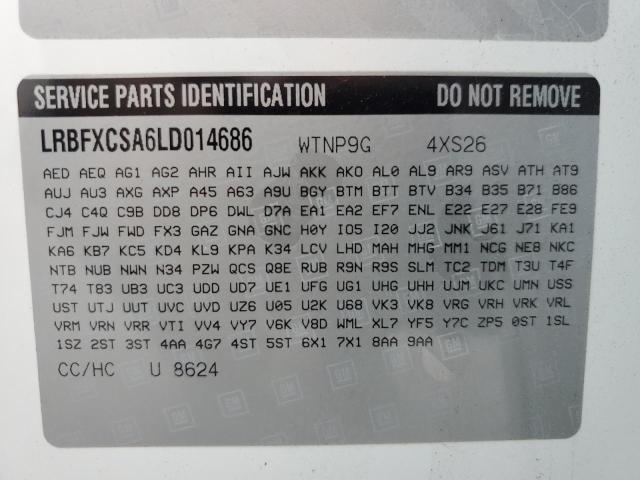 SERVICE PARTS IDENTIFICATION DO NOT REMOVE
LRBFXCSA6LD014686 WTNP9G 4XS26
AED AEQ AG1 AG2 AHR AII AJW AKK AKO AL0 AL9 AR9 ASV ATH AT9
AUJ AU3 AXG AXP A45 A63 A9U BGY BTM BTT BTV B34 B35 B71 B86
CJ4 C4Q C9B DD8 DP6 DWL D7A EA1 EA2 EF7 ENL E22 E27 E28 FE9
FJM FJW FWD FX3 GAZ GNA GNC H0Y IO5 I20 JJ2 JNK J61 J71 KA1
KA6 KB7 KC5 KD4 KL9 KPA K34 LCV LHD MAH MHG MM1 NCG NE8 NKC
NTB NUB NWN N34 PZW QCS Q8E RUB R9N R9S SLM TC2 TDM T3U T4F
T74 T83 UB3 UC3 UDD UD7 UE1 UFG UG1 UHG UHH UJM UKC UMN USS
UST UTJ UUT UVC UVD UZ6 U05 U2K U68 VK3 VK8 VRG VRH VRK VRL
VRM VRN VRR VTI VV4 VY7 V6K V8D WML XL7 YF5 Y7C ZP5 0ST 1SL
1SZ 2ST 3ST 4AA 4G7 4ST 5ST 6X1 7X1 8AA 9AA
CC/HC U 8624